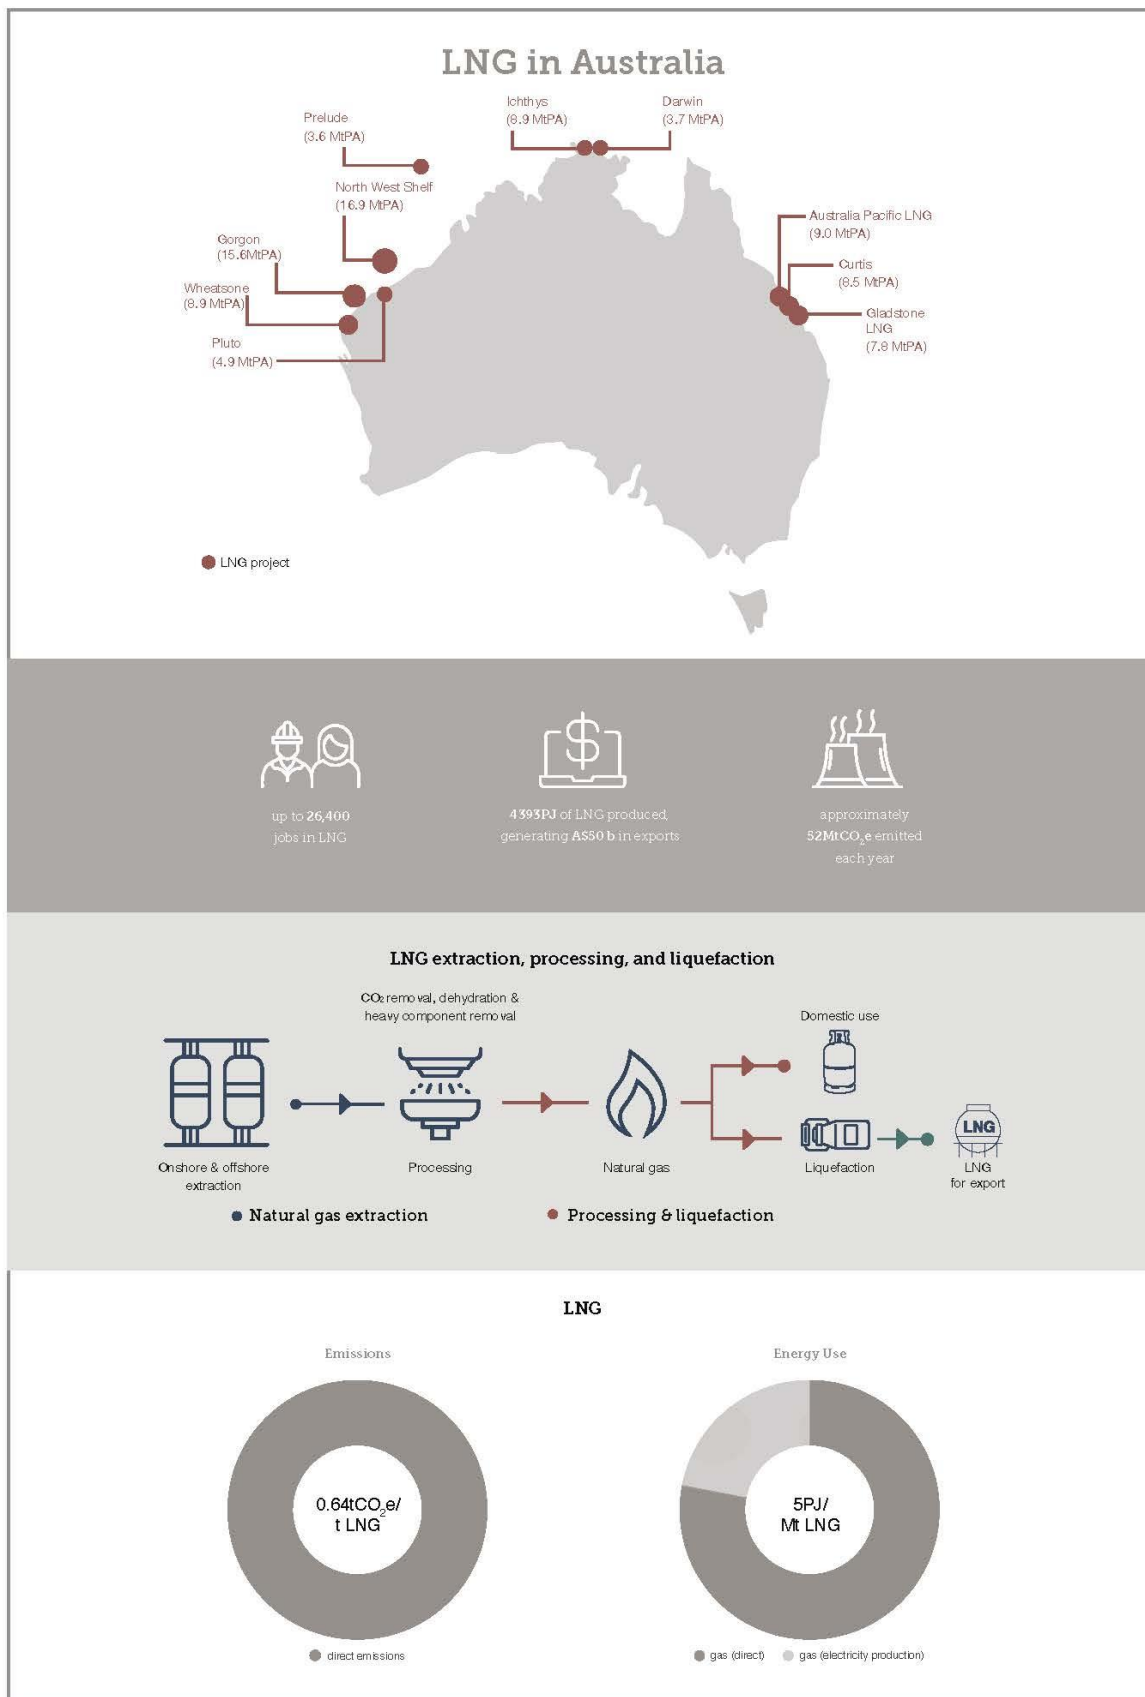 LNG in Australia
Ichthys
(8.9 MtPA)
Darwin
(3.7 MtPA)
Prelude
(3.6 MtPA)
North West Shelf
(16.9 MtPA)
Gorgon
(15.6MtPA)
Wheatsone
(8.9 MtPA)
Pluto
(4.9 MtPA)
Australia Pacific LNG
(9.0 MtPA)
Curtis
(8.5 MtPA)
Gladstone
LNG
(7.8 MtPA)
LNG project
up to 26,400
jobs in LNG
4393PJ of LNG produced,
generating A$50 b in exports
approximately
52MtCO₂e emitted
each year
LNG extraction, processing, and liquefaction
CO₂ removal, dehydration &
heavy component removal
Domestic use
LNG
Onshore & offshore
extraction
Processing
Natural gas
Liquefaction
LNG
for export
Natural gas extraction
Processing & liquefaction
LNG
Emissions
0.64tCO₂e/
t LNG
direct emissions
Energy Use
5PJ/
Mt LNG
gas (direct)
gas (electricity production)